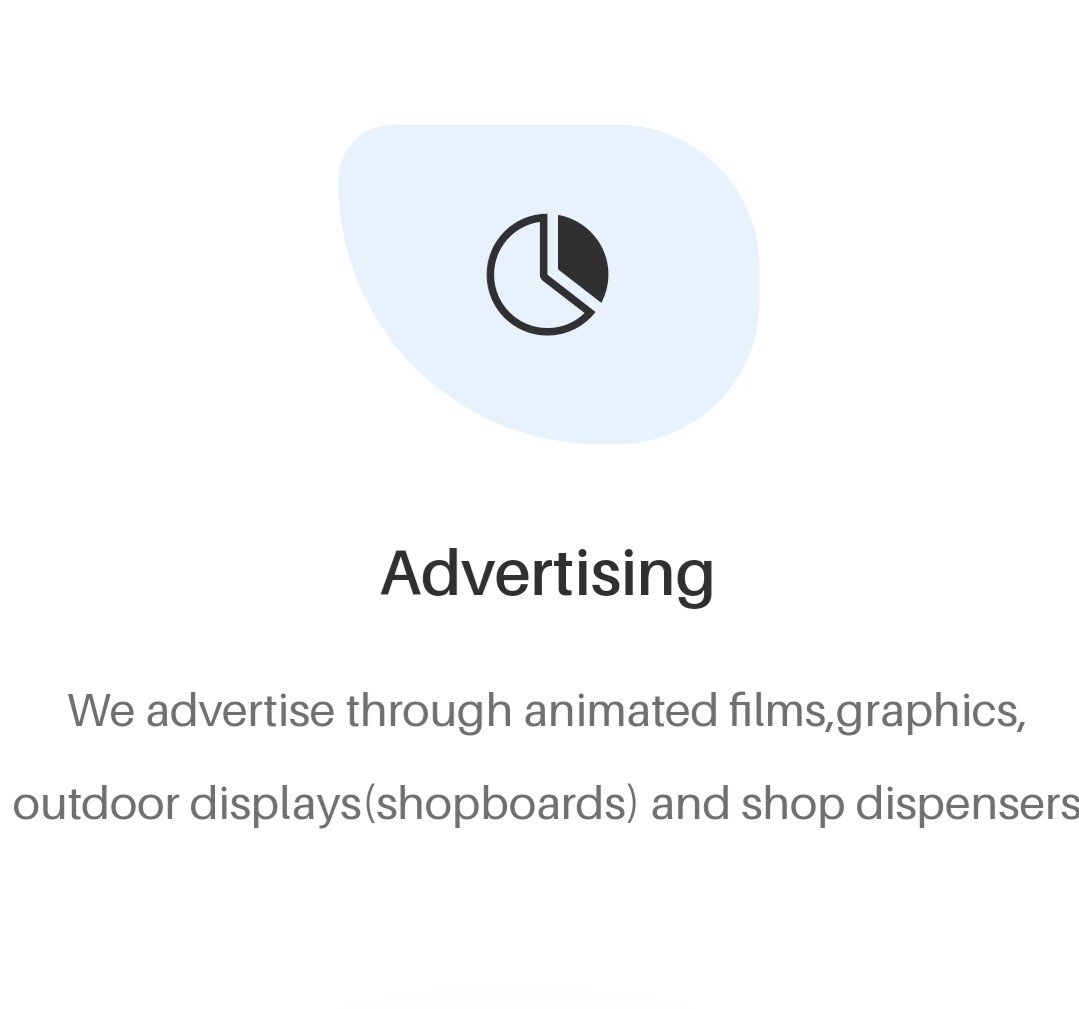 Advertising
We advertise through animated films,graphics,
outdoor displays(shopboards) and shop dispensers